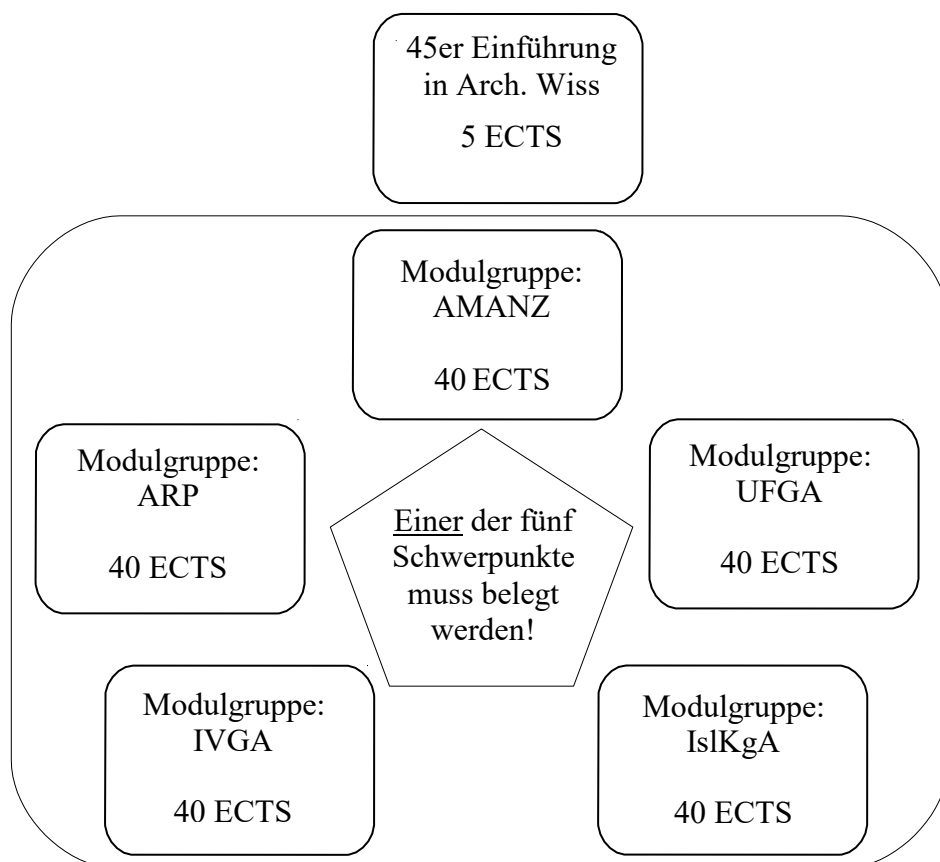 45er Einführung
in Arch. Wiss
5 ECTS
Modulgruppe:
AMANZ
40 ECTS
Modulgruppe:
ARP
40 ECTS
Einer der fünf
Schwerpunkte
muss belegt
werden!
Modulgruppe:
UFGA
40 ECTS
Modulgruppe:
IVGA
40 ECTS
Modulgruppe:
IslKgA
40 ECTS